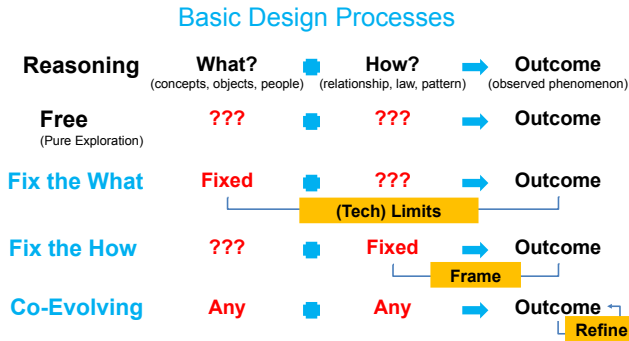 Basic Design Processes
Reasoning What? How? Outcome
(concepts, objects, people) (relationship, law, pattern) (observed phenomenon)
Free ??? ??? Outcome
(Pure Exploration)
Fix the What Fixed ??? Outcome
(Tech) Limits
Fix the How ??? Fixed Outcome
Frame
Co-Evolving Any Any Outcome
Refine